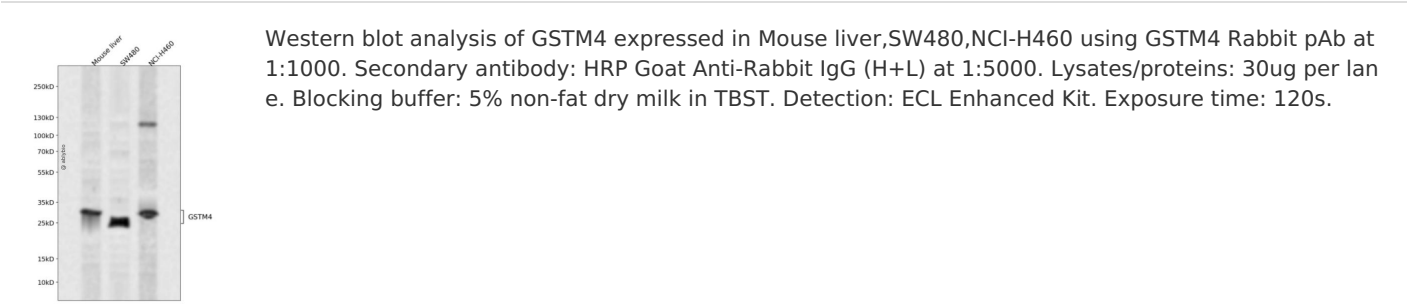 Mouse liver
SW480
NCI-H460
250kD
130kD
100kD
70kD
55kD
35kD
25kD
15kD
10kD
@ abybio
GSTM4
Western blot analysis of GSTM4 expressed in Mouse liver,SW480,NCI-H460 using GSTM4 Rabbit pAb at
1:1000. Secondary antibody: HRP Goat Anti-Rabbit IgG (H+L) at 1:5000. Lysates/proteins: 30ug per lan
e. Blocking buffer: 5% non-fat dry milk in TBST. Detection: ECL Enhanced Kit. Exposure time: 120s.